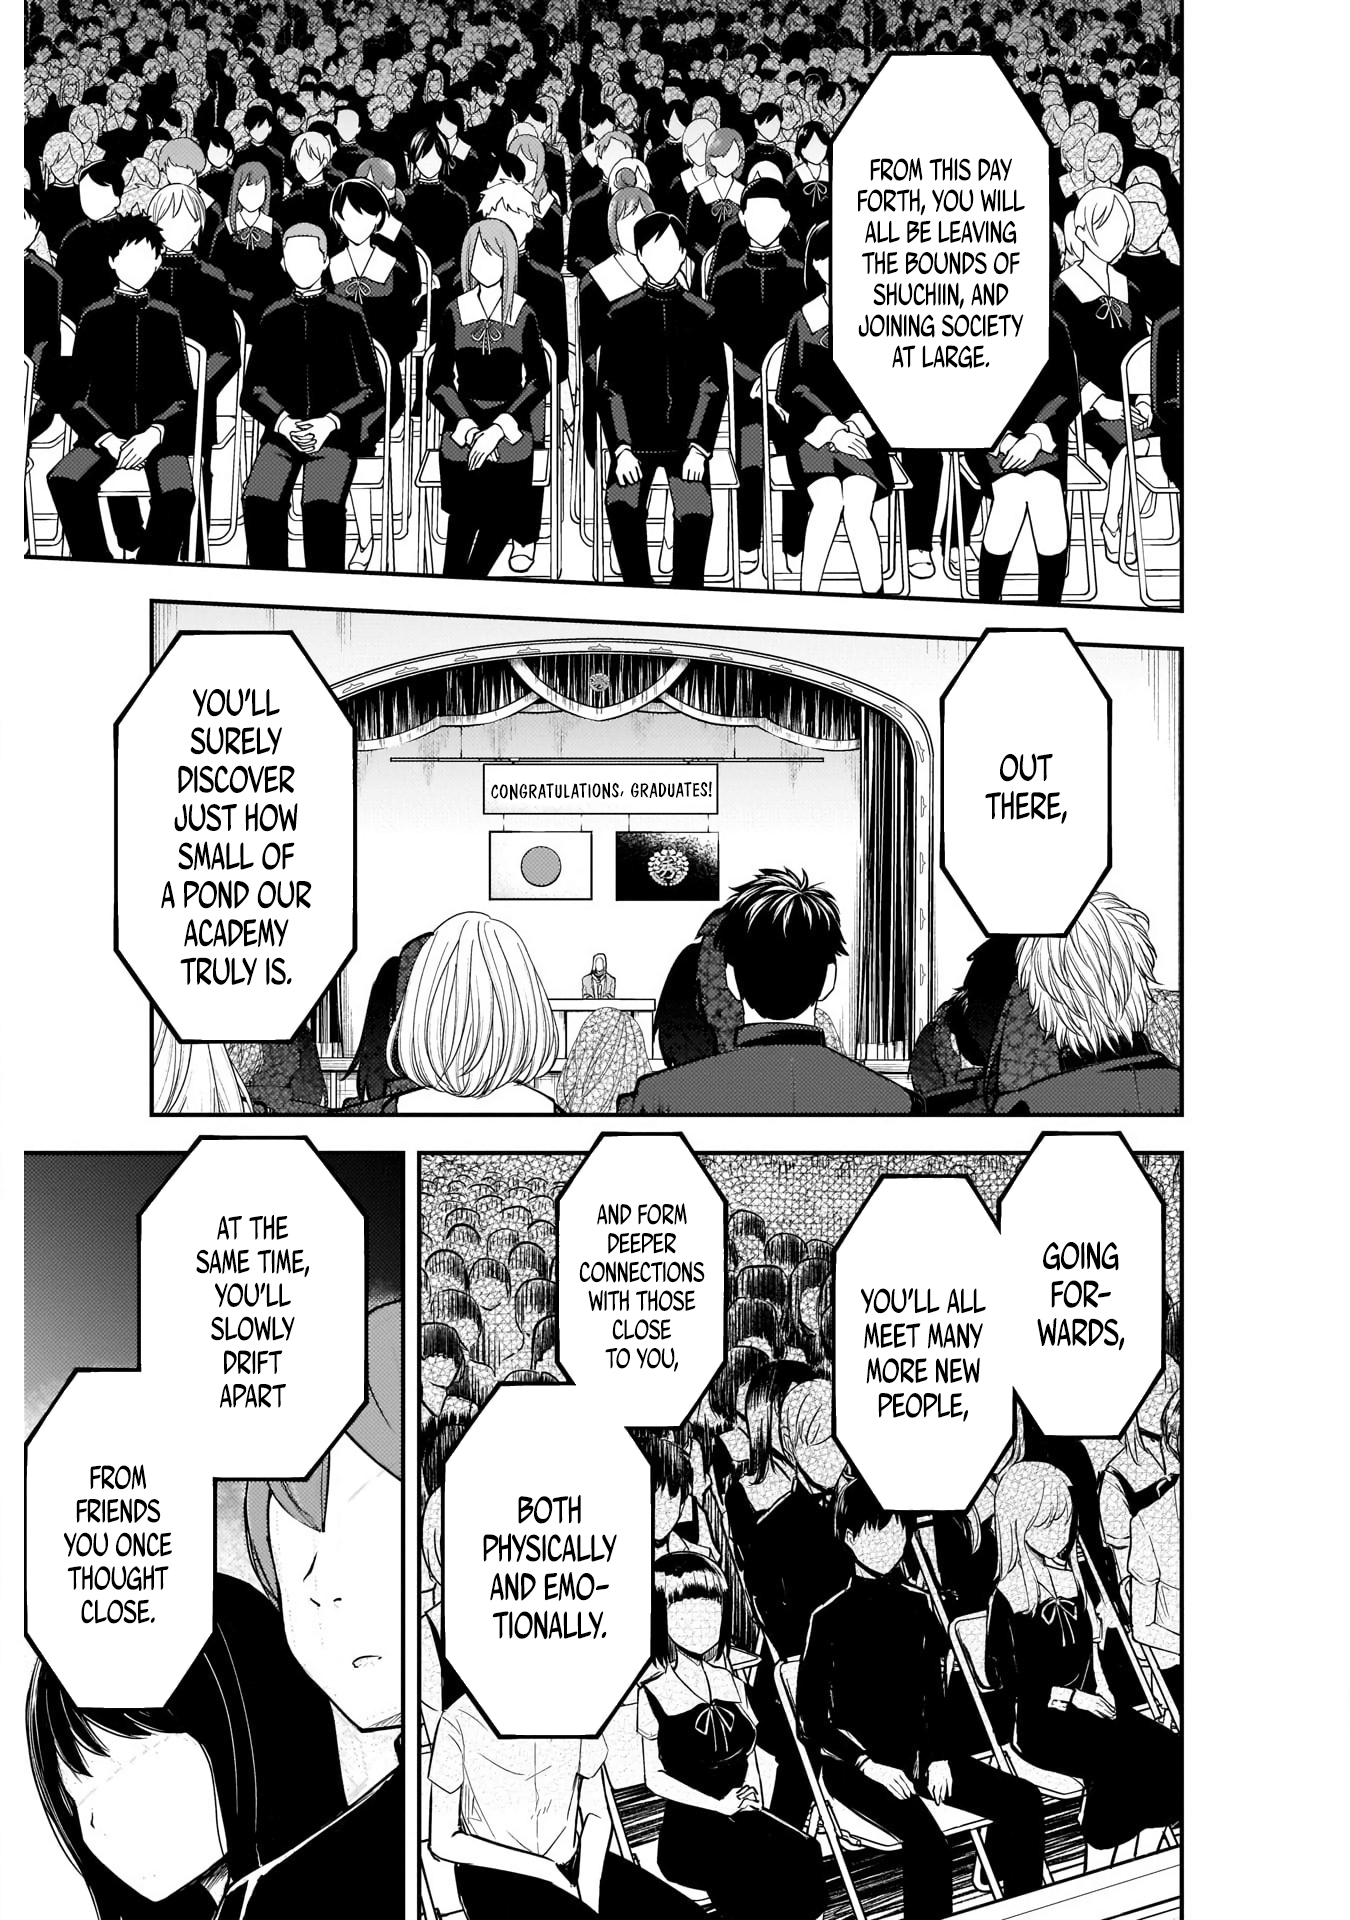 FROM THIS DAY
FORTH, YOU WILL
ALL BE LEAVING
THE BOUNDS OF
SHUCHIIN, AND
JOINING SOCIETY
AT LARGE.
OUT
THERE,
CONGRATULATIONS, GRADUATES!
YOU'LL
SURELY
DISCOVER
JUST HOW
SMALL OF
A POND OUR
ACADEMY
TRULY IS.
GOING
FOR-
WARDS,
YOU'LL ALL
MEET MANY
MORE NEW
PEOPLE,
AND FORM
DEEPER
CONNECTIONS
WITH THOSE
CLOSE
TO YOU,
BOTH
PHYSICALLY
AND EMO-
TIONALLY.
AT THE
SAME TIME,
YOU'LL
SLOWLY
DRIFT
APART
FROM
FRIENDS
YOU ONCE
THOUGHT
CLOSE.